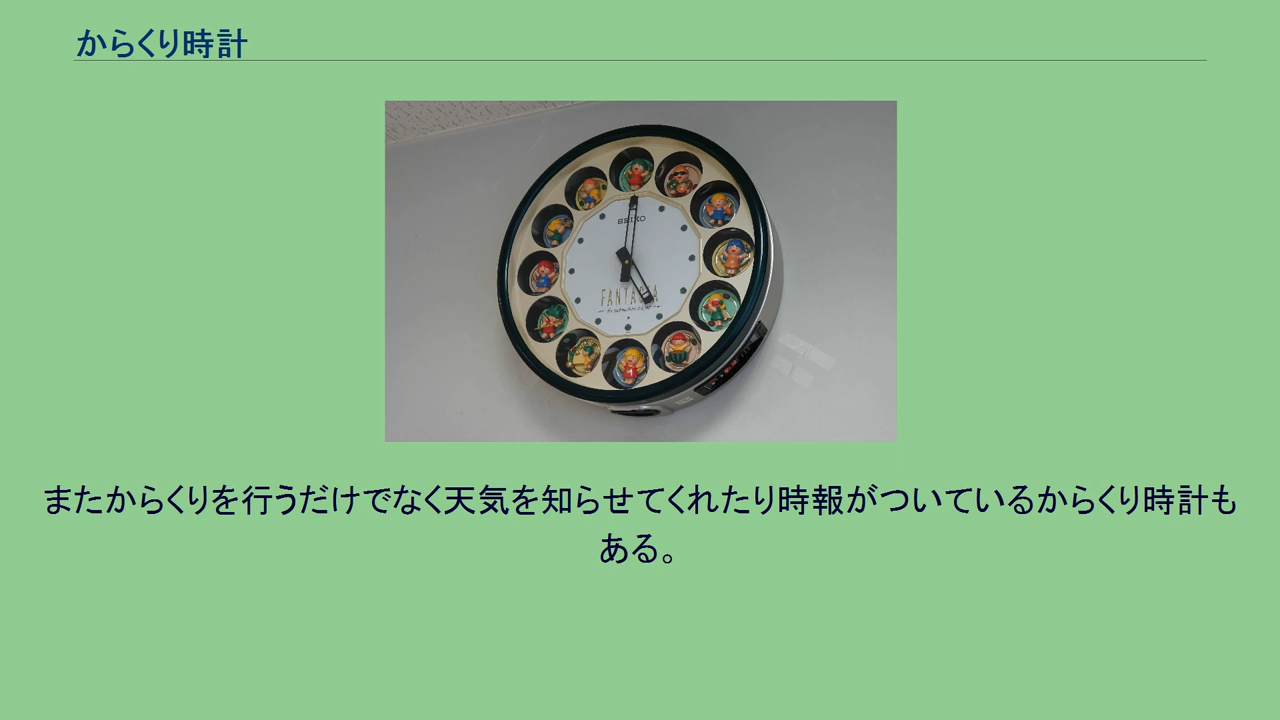 からくり時計
SEIKO
FANTASIA
またからくりを行うだけでなく天気を知らせてくれたり時報がついているからくり時計も
ある。